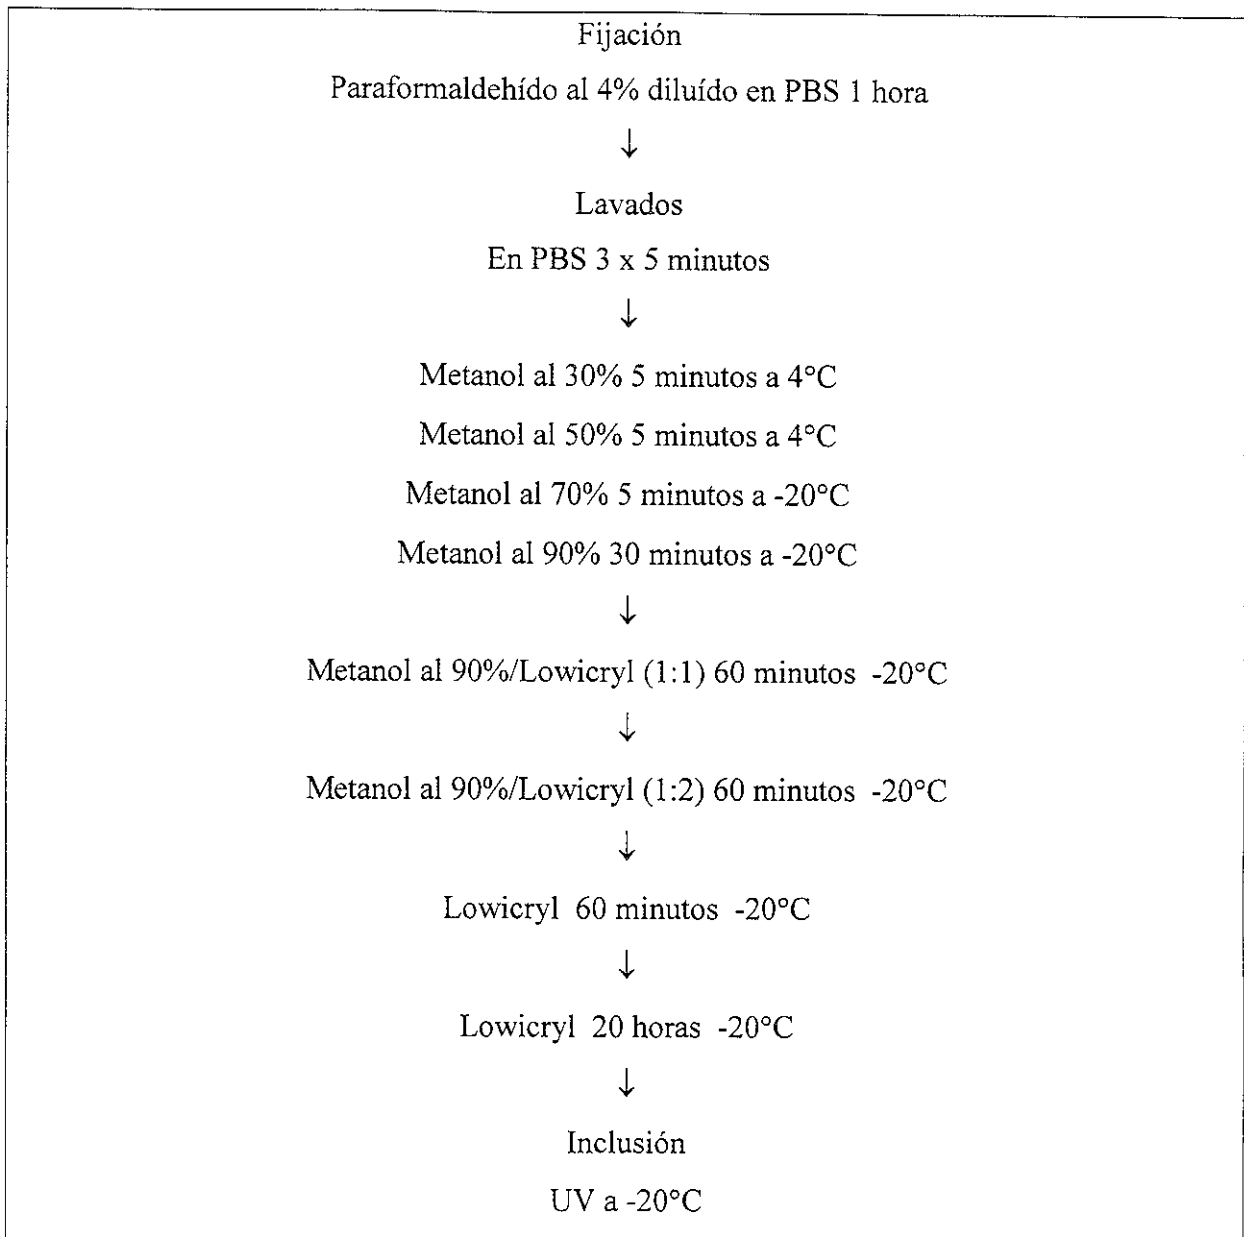 Fijación
Paraformaldehído al 4% diluído en PBS 1 hora
↓
Lavados
En PBS 3 x 5 minutos
↓
Metanol al 30% 5 minutos a 4°C
Metanol al 50% 5 minutos a 4°C
Metanol al 70% 5 minutos a -20°C
Metanol al 90% 30 minutos a -20°C
↓
Metanol al 90%/Lowicryl (1:1) 60 minutos -20°C
↓
Metanol al 90%/Lowicryl (1:2) 60 minutos -20°C
↓
Lowicryl 60 minutos -20°C
↓
Lowicryl 20 horas -20°C
↓
Inclusión
UV a -20°C